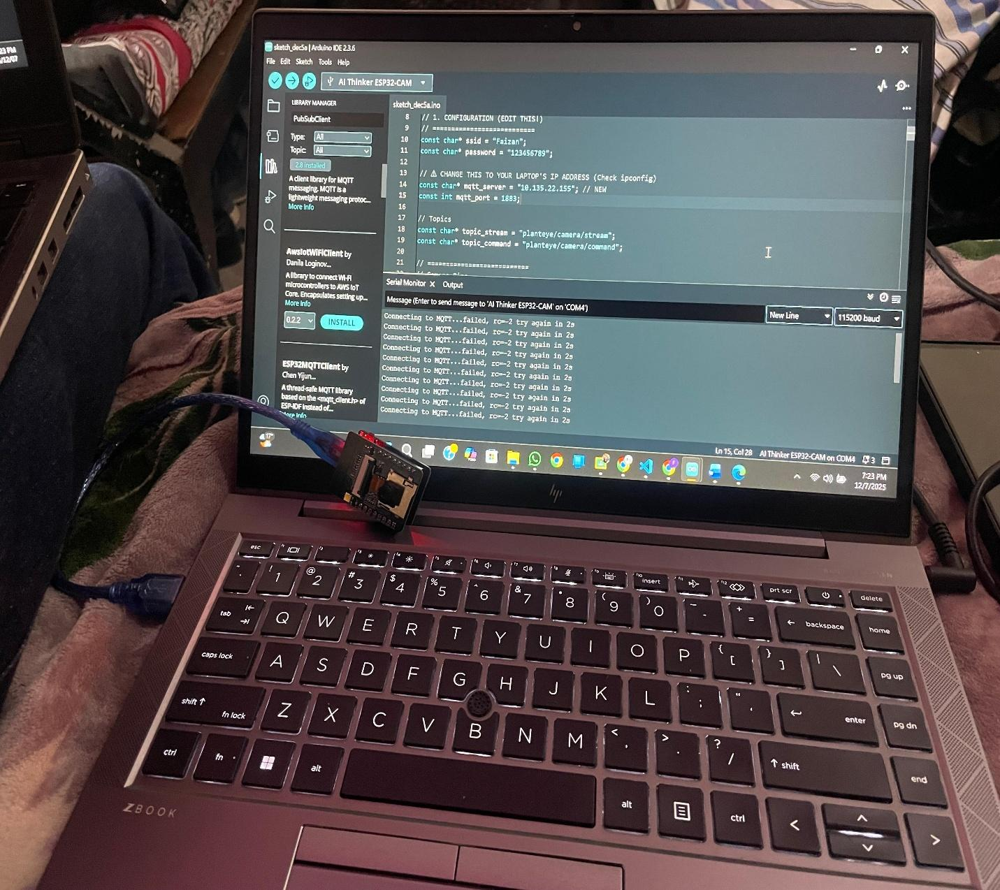 23 PM
/12/07
sketch_dec5a | Arduino IDE 2.3.6
File Edit Sketch Tools Help
AI Thinker ESP32-CAM
LIBRARY MANAGER
PubSubClient
Type: All
Topic: All
2.8 installed
A client library for MQTT
messaging. MQTT is a
lightweight messaging protoc...
More info
AwsIotWiFiClient by
Danila Loginov...
A library to connect Wi-Fi
microcontrollers to AWS IoT
Core. Encapsulates setting up...
More info
0.2.2 INSTALL
ESP32MQTTClient by
Chen Yijun...
A thread-safe MQTT library
based on the <mqtt_client.h> of
ESP-IDF instead of...
More info
sketch_dec5a.ino
8 // 1. CONFIGURATION (EDIT THIS!)
9 // ===========================
10 const char* ssid = "Faizan";
11 const char* password = "123456789";
12
13 // ⚠ CHANGE THIS TO YOUR LAPTOP'S IP ADDRESS (Check ipconfig)
14 const char* mqtt_server = "10.135.22.155"; // NEW
15 const int mqtt_port = 1883;
16
17 // Topics
18 const char* topic_stream = "planteye/camera/stream";
19 const char* topic_command = "planteye/camera/command";
20
21 // ===========================
Serial Monitor Output
Message (Enter to send message to 'AI Thinker ESP32-CAM' on 'COM4')
New Line 115200 baud
Connecting to MQTT...failed, rc=-2 try again in 2s
Connecting to MQTT...failed, rc=-2 try again in 2s
Connecting to MQTT...failed, rc=-2 try again in 2s
Connecting to MQTT...failed, rc=-2 try again in 2s
Connecting to MQTT...failed, rc=-2 try again in 2s
Connecting to MQTT...failed, rc=-2 try again in 2s
Connecting to MQTT...failed, rc=-2 try again in 2s
Connecting to MQTT...failed, rc=-2 try again in 2s
Connecting to MQTT...failed, rc=-2 try again in 2s
Connecting to MQTT...failed, rc=-2 try again in 2s
Ln 15, Col 28 AI Thinker ESP32-CAM on COM4 3
17°
7:23 PM
12/7/2025
hp
esc insert prt scr delete
! 1 @ 2 # 3 $ 4 % 5 ^ 6 & 7 * 8 ( 9 ) 0 _ - + = backspace home
tab Q W E R T Y U I O P { [ } ] | \ pg up
caps lock A S D F G H J K L : ; " ' enter pg dn
shift fn lock Z X C V B N M < , > . ? / shift end
ctrl fn alt alt ctrl < >
ZBOOK